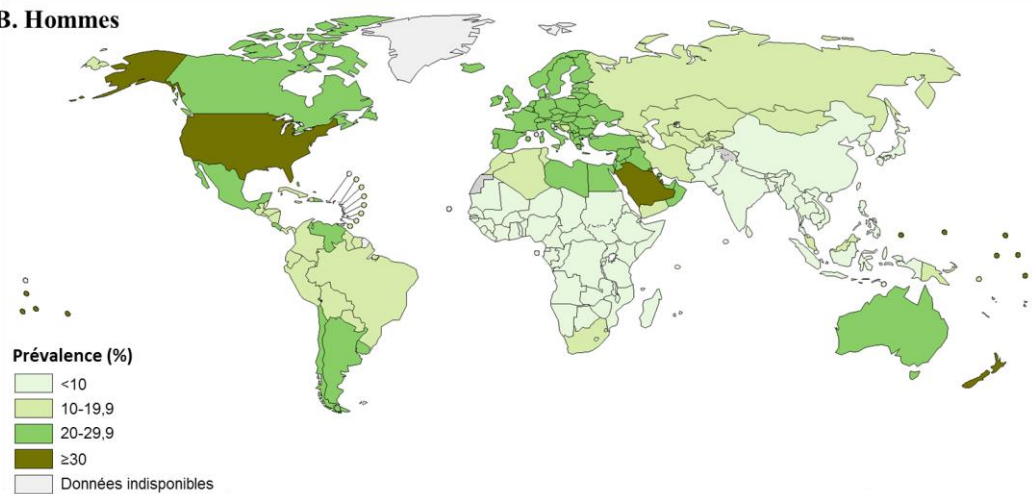 B. Hommes
Prévalence (%)
<10
10-19,9
20-29,9
≥30
Données indisponibles